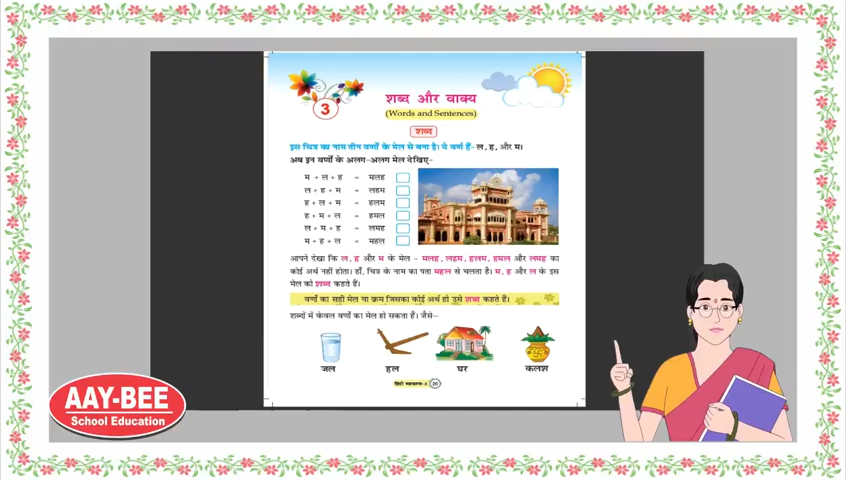 3
शब्द और वाक्य
(Words and Sentences)
शब्द
इस चित्र का नाम तीन वर्णों के मेल से बना है। ये वर्ण हैं- ल, ह, और म।
अब इन वर्णों के अलग-अलग मेल देखिए-
म + ल + ह = मलह
ल + ह + म = लहम
ह + ल + म = हलम
ह + म + ल = हमल
ल + म + ह = लमह
म + ह + ल = महल
आपने देखा कि ल, ह और म के मेल - मलह, लहम, हलम, हमल और लमह का
कोई अर्थ नहीं होता। हाँ, चित्र के नाम का पता महल से चलता है। म, ह और ल के इस
मेल को शब्द कहते हैं।
वर्णों का सही मेल या क्रम जिसका कोई अर्थ हो उसे शब्द कहते हैं।
शब्दों में केवल वर्णों का मेल हो सकता हैं। जैसे-
जल हल घर कलश
हिन्दी व्याकरण-3 20
AAY-BEE
School Education